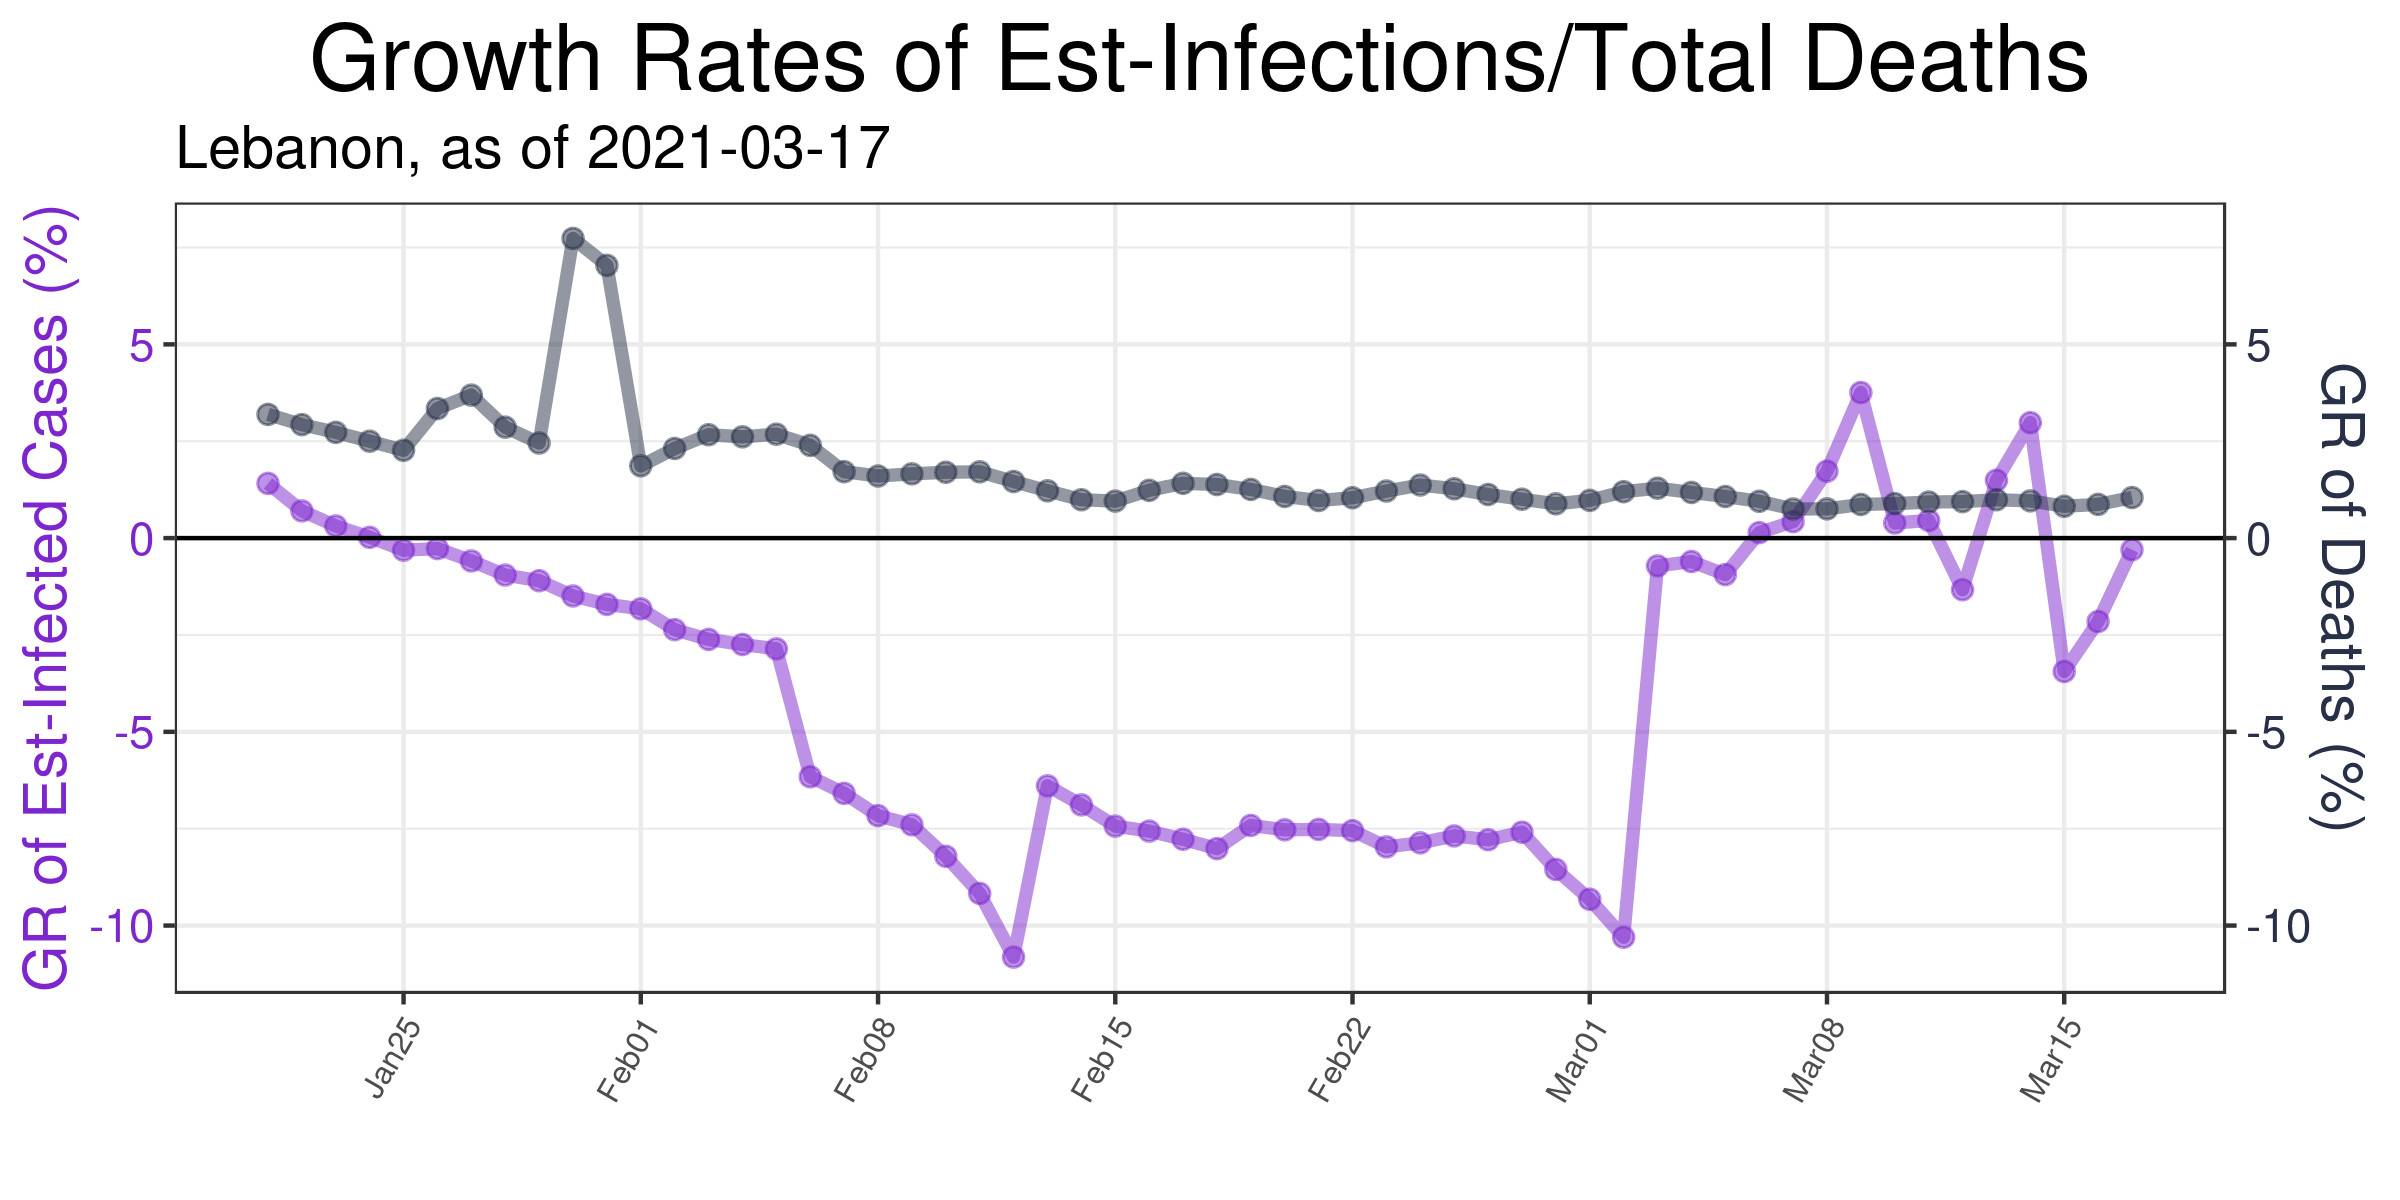 Growth Rates of Est-Infections/Total Deaths
Lebanon, as of 2021-03-17
GR of Est-Infected Cases (%)
5
0
-5
-10
5
0
-5
-10
GR of Deaths (%)
Jan25
Feb01
Feb08
Feb15
Feb22
Mar01
Mar08
Mar15